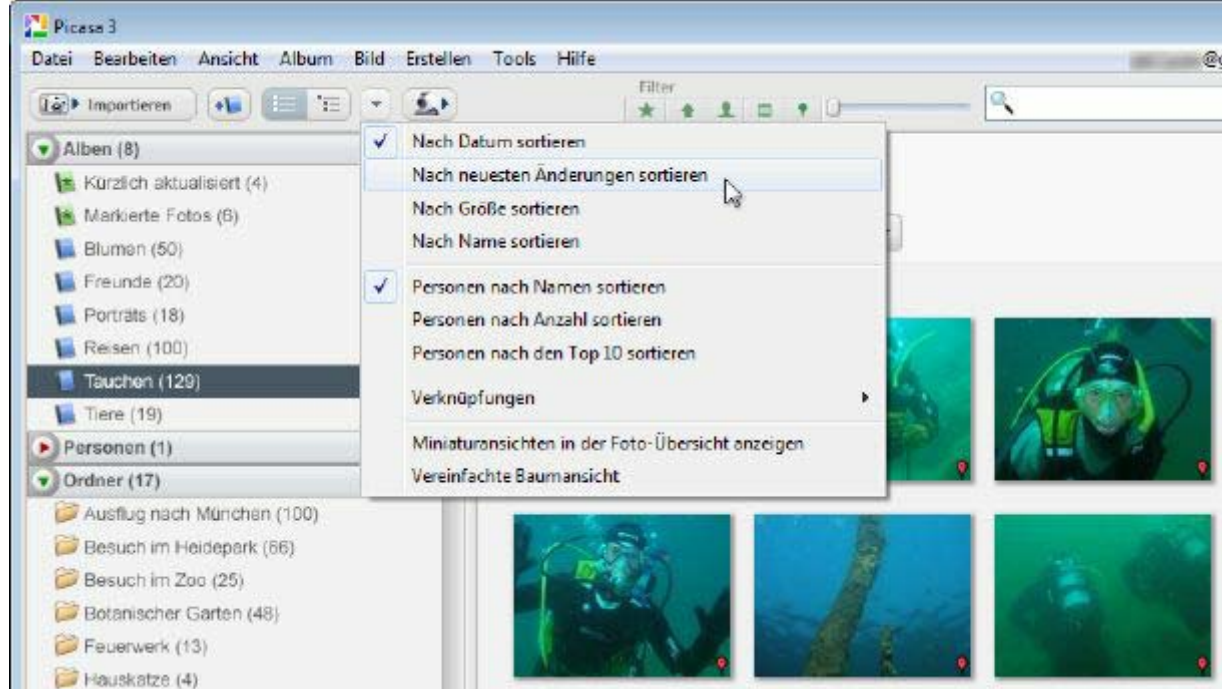 Picasa 3
Datei Bearbeiten Ansicht Album Bild Erstellen Tools Hilfe
Importieren
Filter
Alben (8)
Kürzlich aktualisiert (4)
Markierte Fotos (6)
Blumen (50)
Freunde (20)
Porträts (18)
Reisen (100)
Tauchen (129)
Tiere (19)
Personen (1)
Ordner (17)
Ausflug nach München (100)
Besuch im Heidepark (66)
Besuch im Zoo (25)
Botanischer Garten (48)
Feuerwerk (13)
Hauskatze (4)
Nach Datum sortieren
Nach neuesten Änderungen sortieren
Nach Größe sortieren
Nach Name sortieren
Personen nach Namen sortieren
Personen nach Anzahl sortieren
Personen nach den Top 10 sortieren
Verknüpfungen
Miniaturansichten in der Foto-Übersicht anzeigen
Vereinfachte Baumansicht